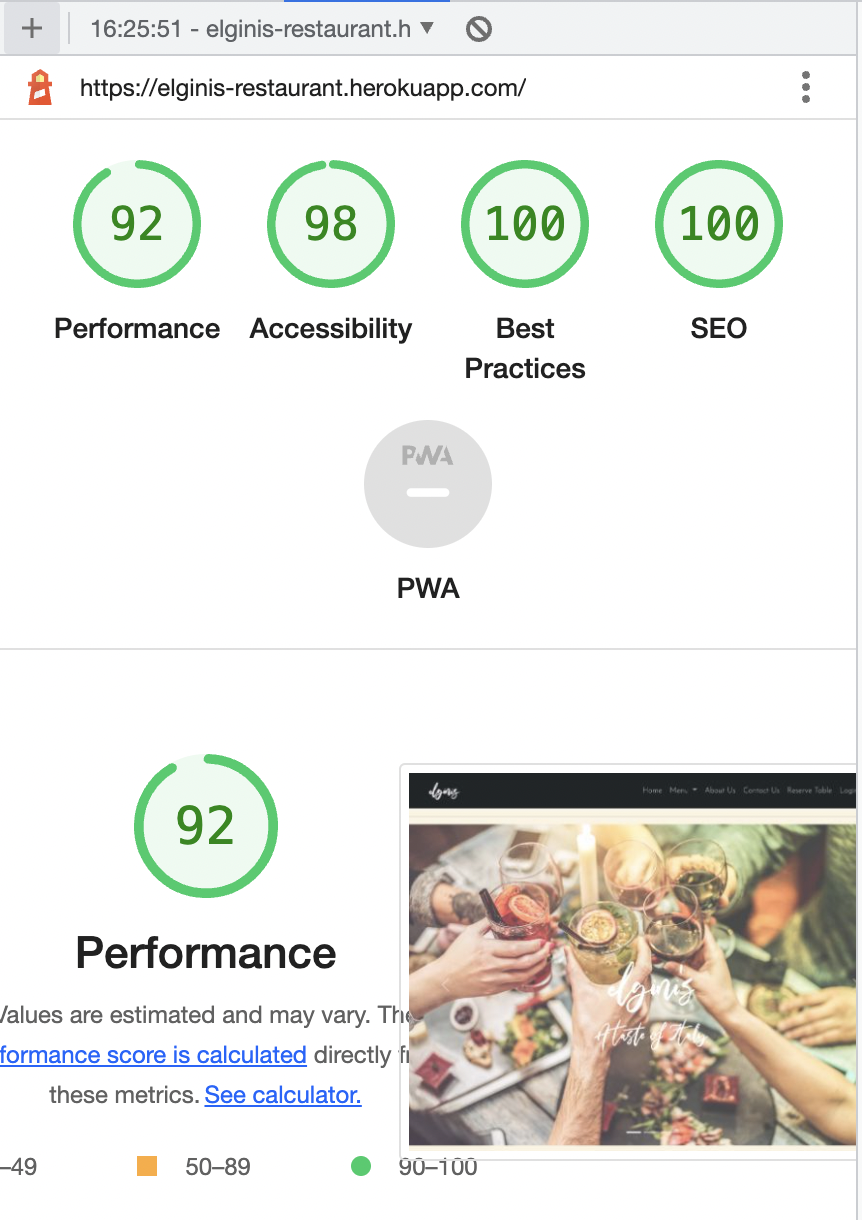 16:25:51 - elginis-restaurant.h
https://elginis-restaurant.herokuapp.com/
92
98
100
100
Performance
Accessibility
Best
Practices
SEO
PWA
PWA
92
Performance
Values are estimated and may vary. The
formance score is calculated directly f
these metrics. See calculator.
–49
50–89
90–100
elginis
Home Menu About Us Contact Us Reserve Table Login
elgini's
A taste of Italy